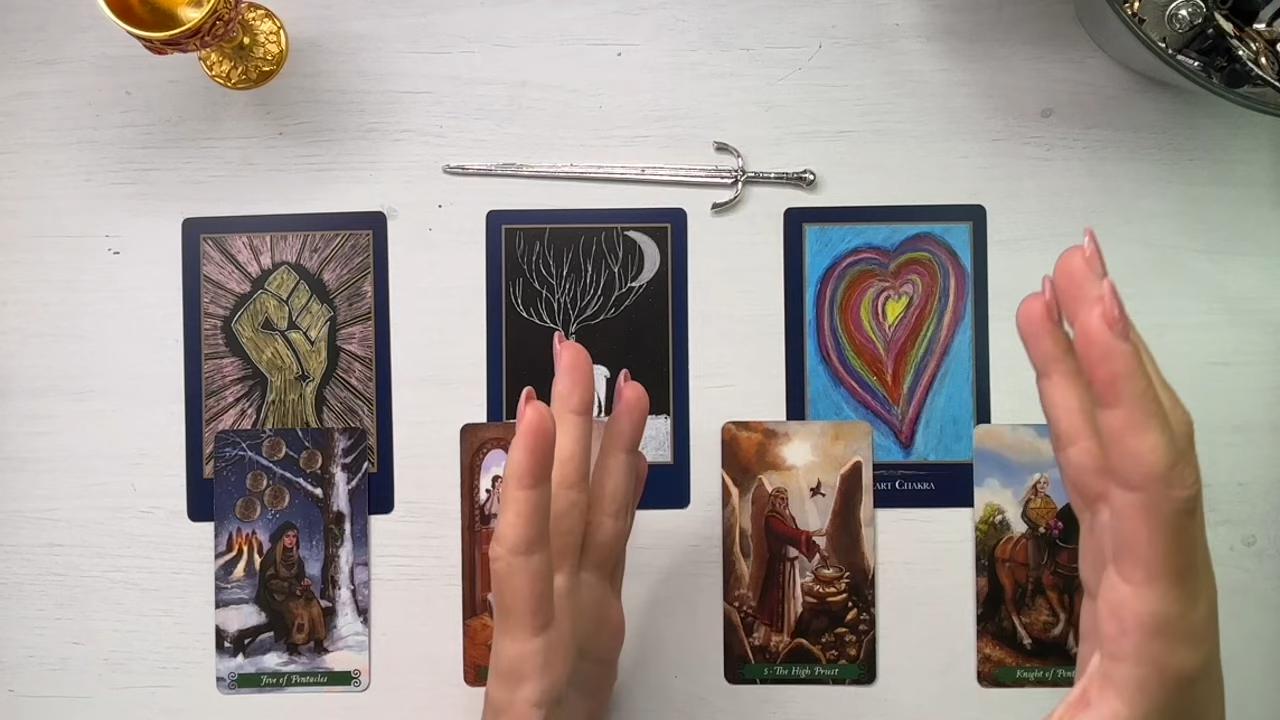 ART CHAKRA
Five of Pentacles
5 - The High Priest
Knight of Pent